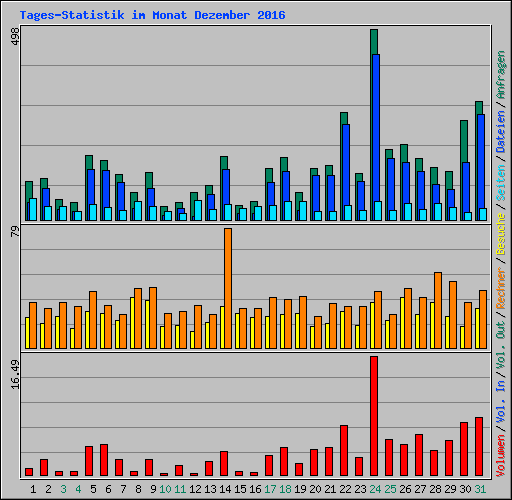 Tages-Statistik im Monat Dezember 2016
498
79
16.49
Volumen / Vol. In / Vol. Out / Rechner / Besuche / Seiten / Dateien / Anfragen
1 2 3 4 5 6 7 8 9 10 11 12 13 14 15 16 17 18 19 20 21 22 23 24 25 26 27 28 29 30 31